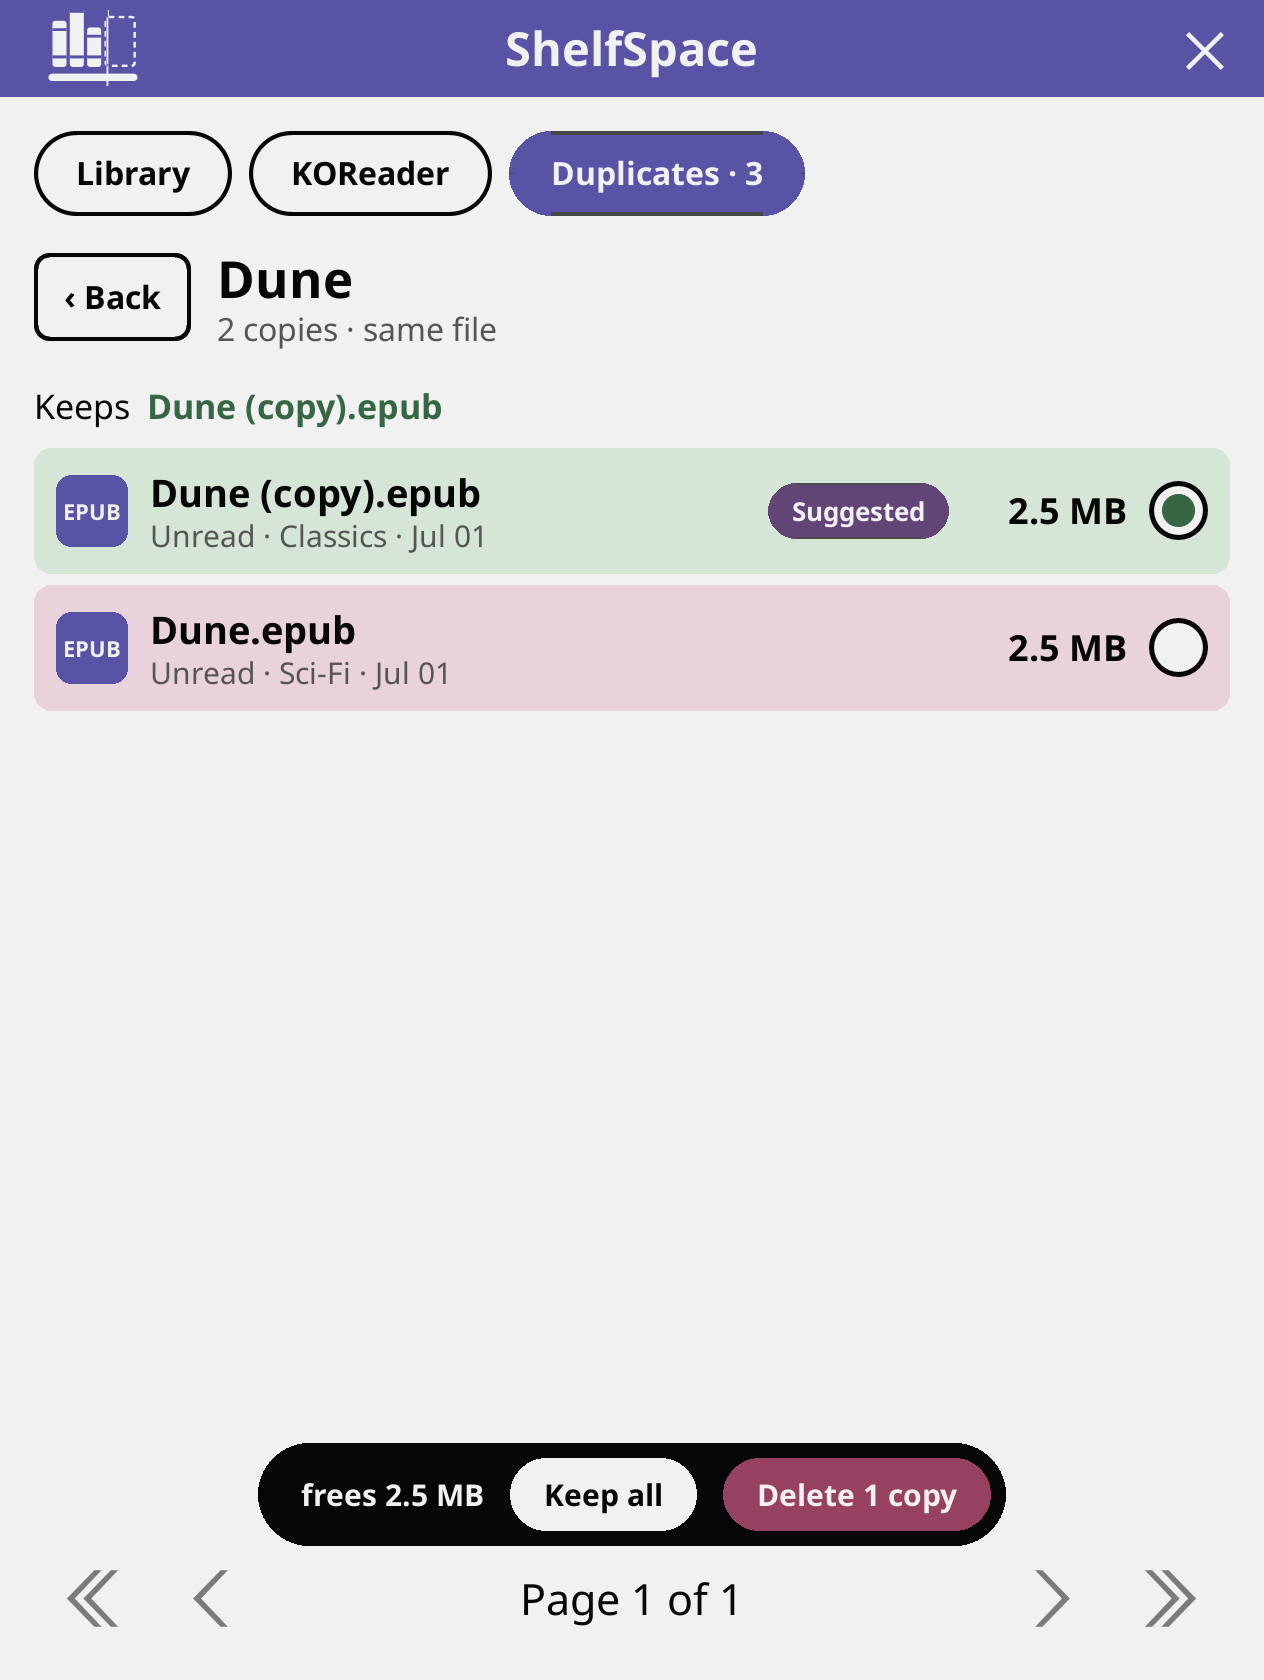 ShelfSpace
Library
KOReader
Duplicates · 3
‹ Back
Dune
2 copies · same file
Keeps Dune (copy).epub
EPUB
Dune (copy).epub
Unread · Classics · Jul 01
Suggested
2.5 MB
EPUB
Dune.epub
Unread · Sci-Fi · Jul 01
2.5 MB
frees 2.5 MB
Keep all
Delete 1 copy
Page 1 of 1